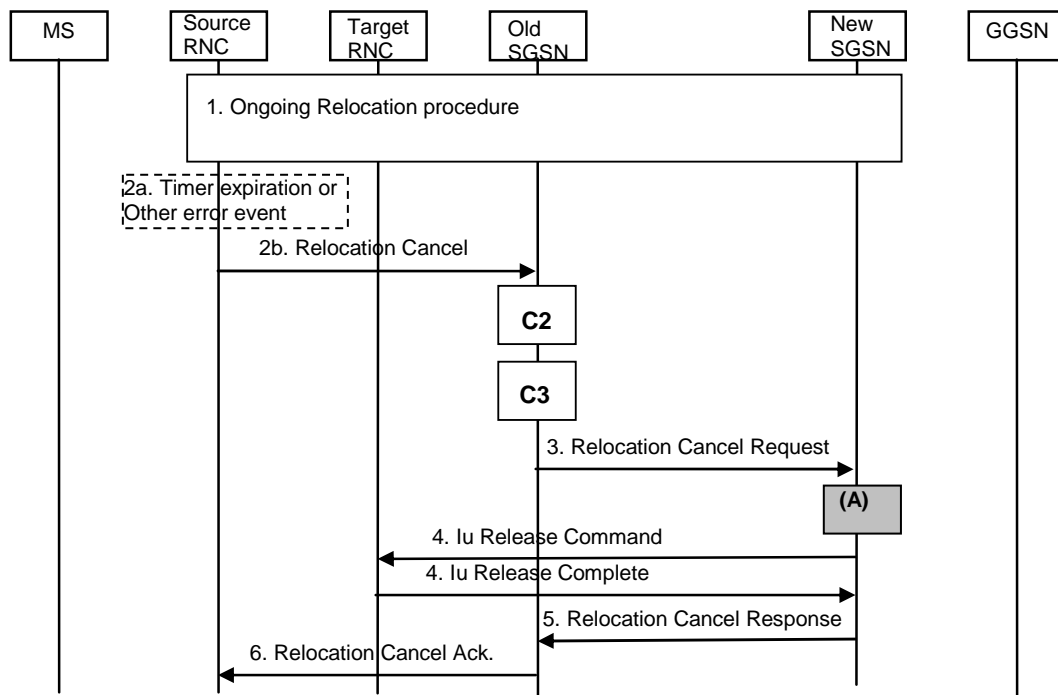 MS
Source
RNC
Target
RNC
Old
SGSN
New
SGSN
GGSN
1. Ongoing Relocation procedure
2a. Timer expiration or
Other error event
2b. Relocation Cancel
C2
C3
3. Relocation Cancel Request
(A)
4. Iu Release Command
4. Iu Release Complete
5. Relocation Cancel Response
6. Relocation Cancel Ack.